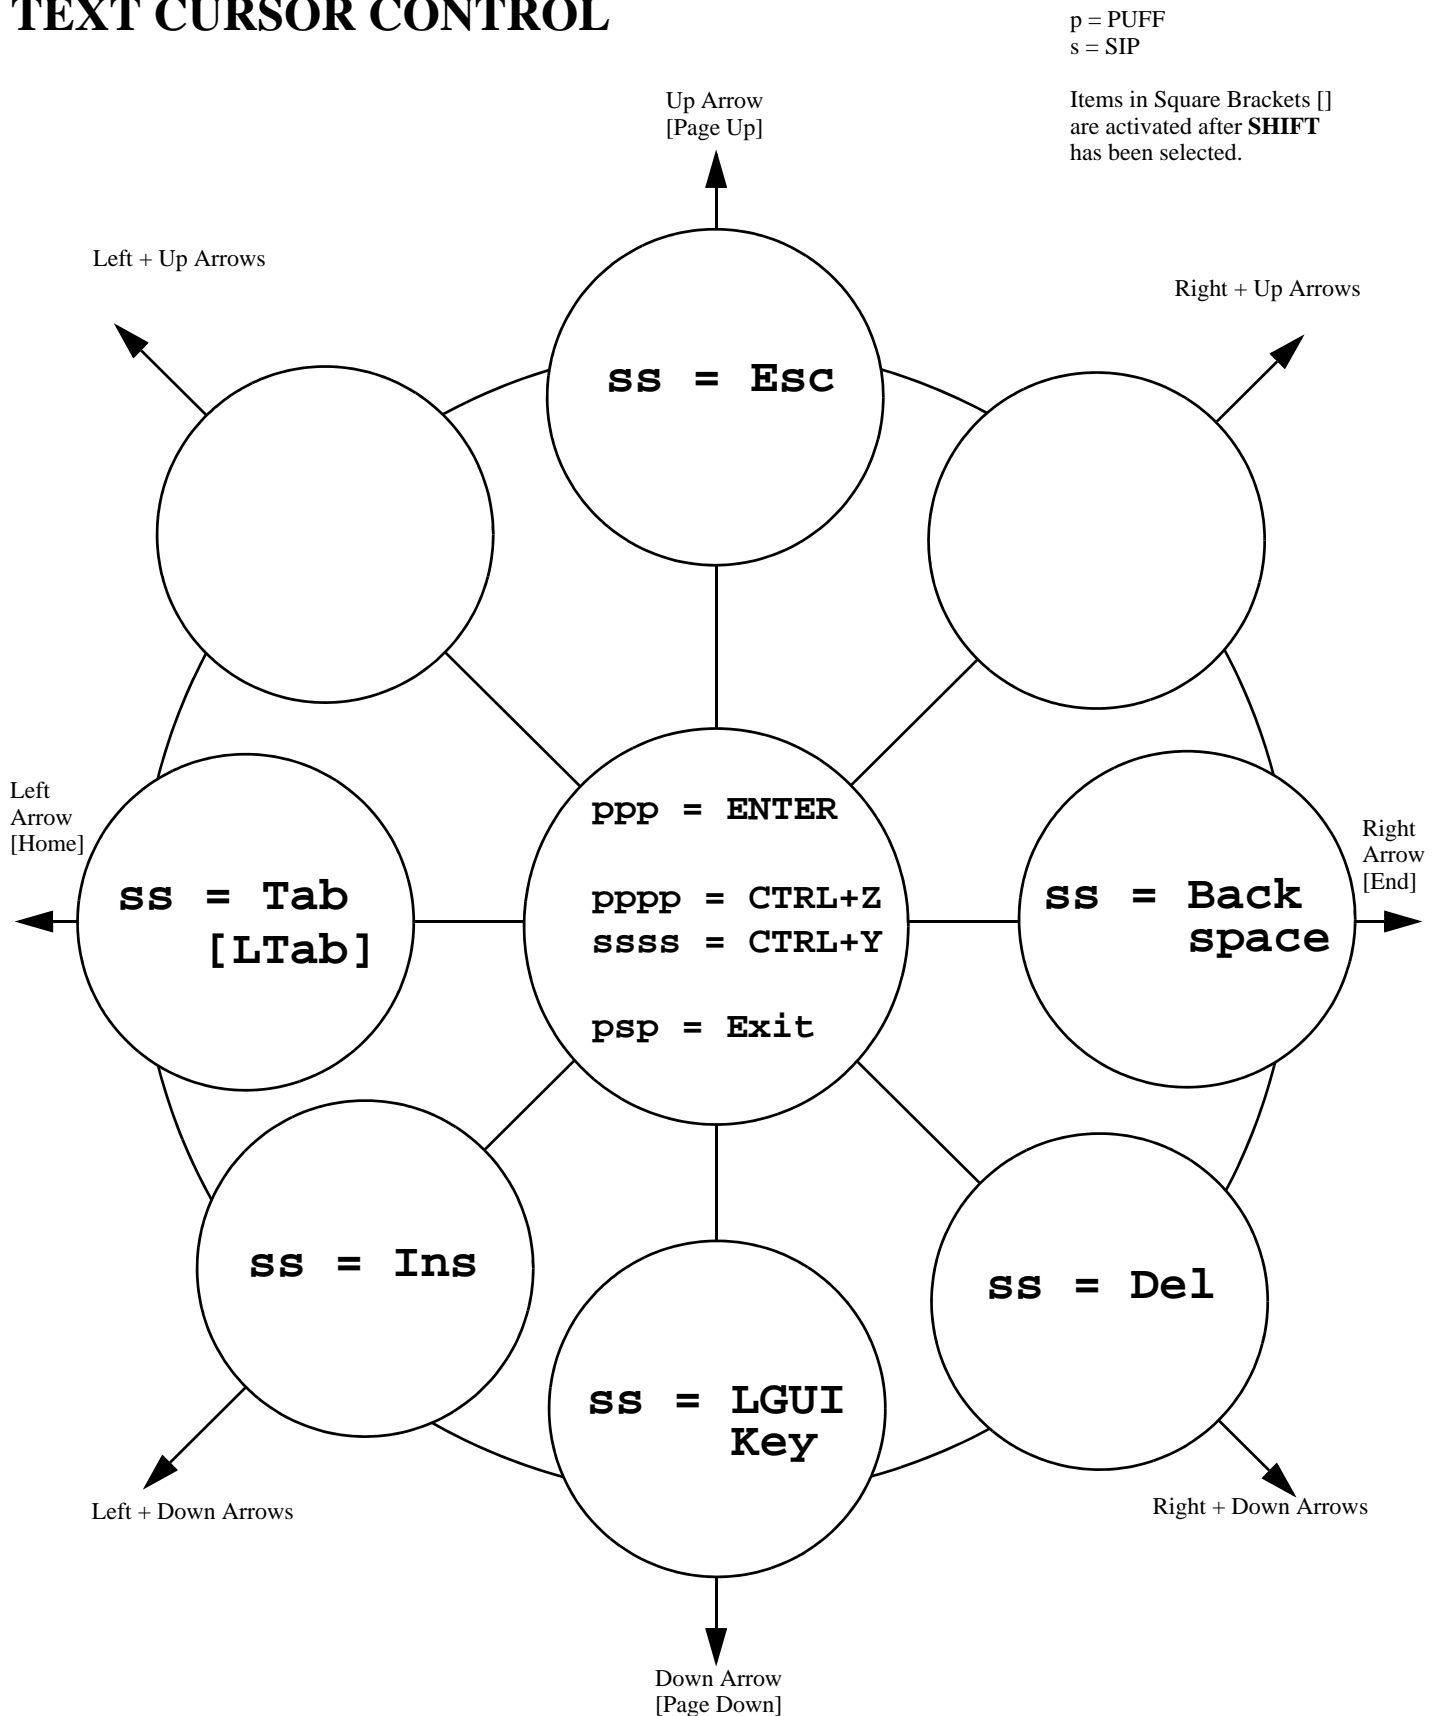 TEXT CURSOR CONTROL
p = PUFF
s = SIP
Items in Square Brackets []
are activated after SHIFT
has been selected.
Up Arrow
[Page Up]
Left + Up Arrows
Right + Up Arrows
ss = Esc
Left
Arrow
[Home]
ss = Tab
[LTab]
ppp = ENTER
pppp = CTRL+Z
ssss = CTRL+Y
psp = Exit
ss = Back
space
Right
Arrow
[End]
ss = Ins
ss = LGUI
Key
ss = Del
Left + Down Arrows
Right + Down Arrows
Down Arrow
[Page Down]